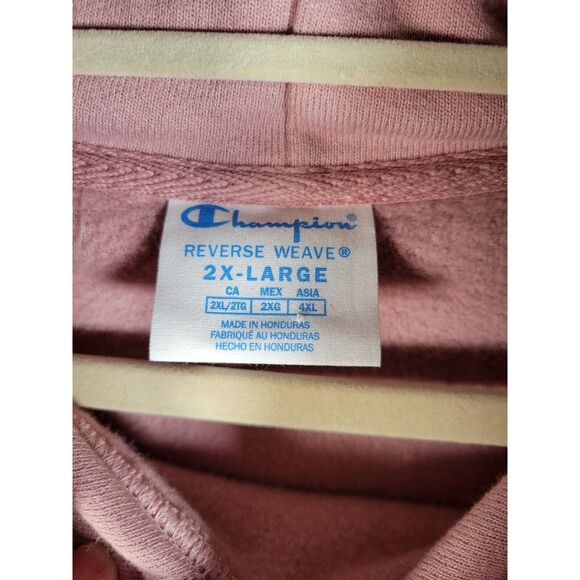 Champion®
REVERSE WEAVE®
2X-LARGE
CA MEX ASIA
2XL/2TG 2XG 4XL
MADE IN HONDURAS
FABRIQUÉ AU HONDURAS
HECHO EN HONDURAS